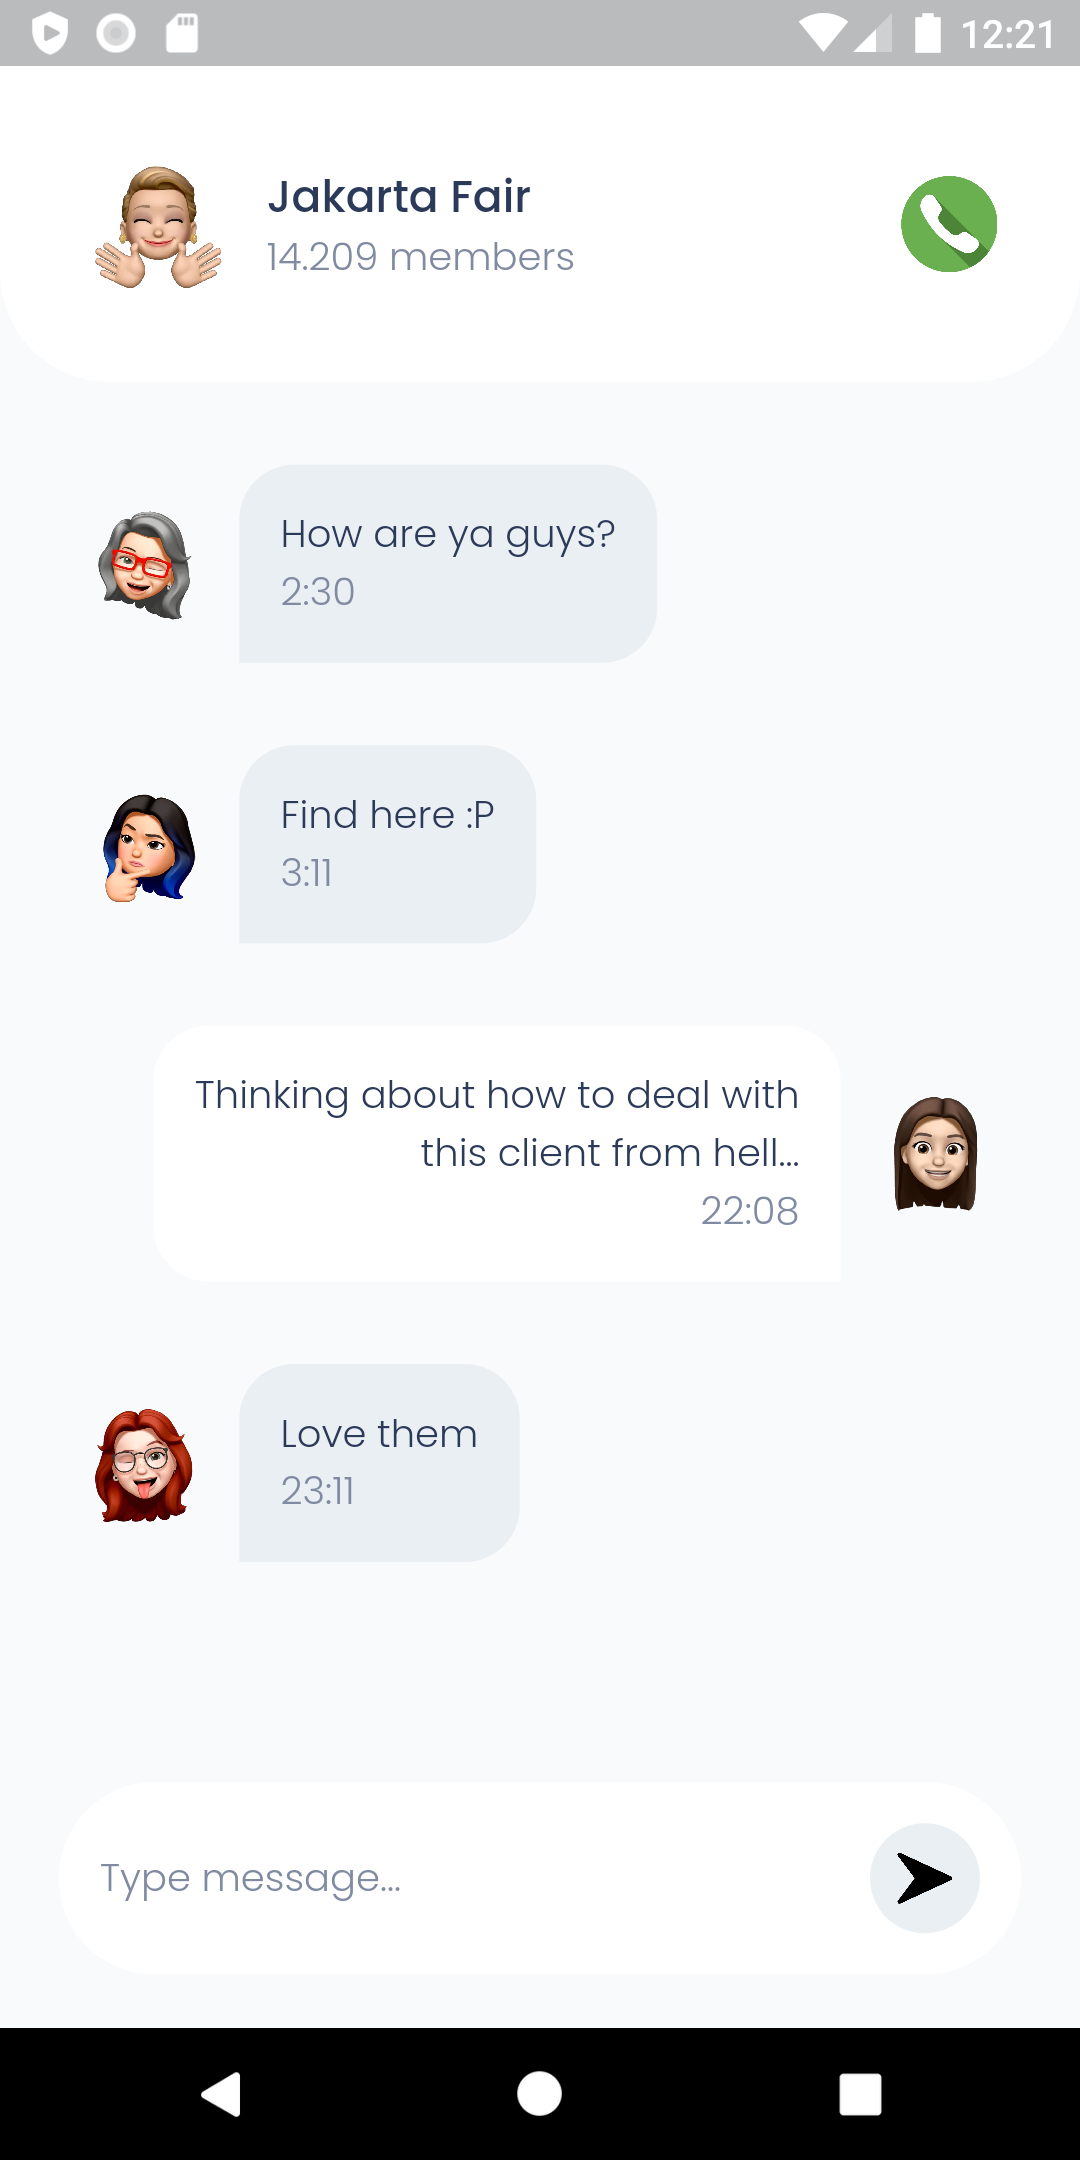 12:21
Jakarta Fair
14.209 members
How are ya guys?
2:30
Find here :P
3:11
Thinking about how to deal with
this client from hell...
22:08
Love them
23:11
Type message...